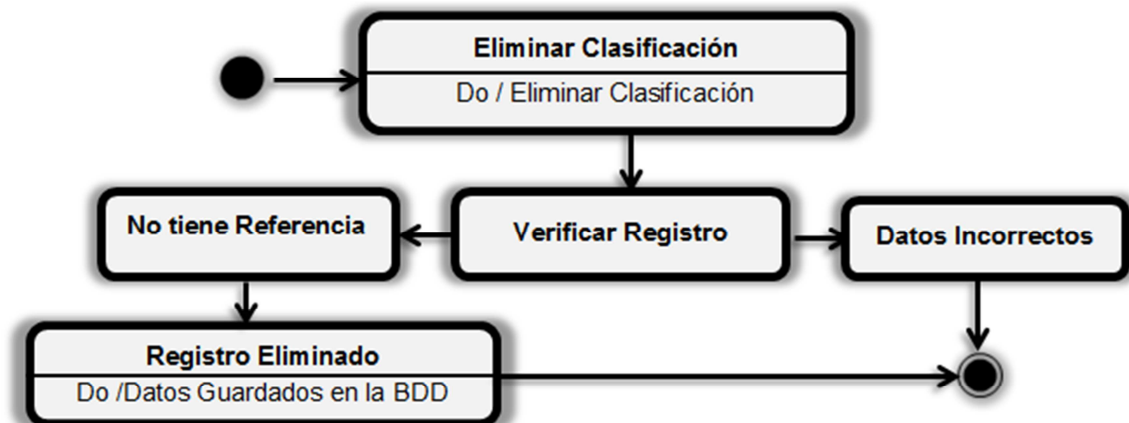 Eliminar Clasificación
Do / Eliminar Clasificación
No tiene Referencia
Verificar Registro
Datos Incorrectos
Registro Eliminado
Do /Datos Guardados en la BDD